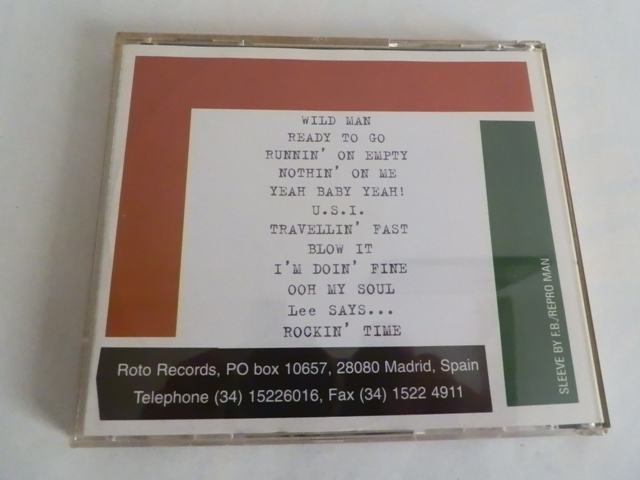 WILD MAN
READY TO GO
RUNNIN' ON EMPTY
NOTHIN' ON ME
YEAH BABY YEAH!
U.S.I.
TRAVELLIN' FAST
BLOW IT
I'M DOIN' FINE
OOH MY SOUL
Lee SAYS...
ROCKIN' TIME
Roto Records, PO box 10657, 28080 Madrid, Spain
Telephone (34) 15226016, Fax (34) 1522 4911
SLEEVE BY F.B./REPRO MAN